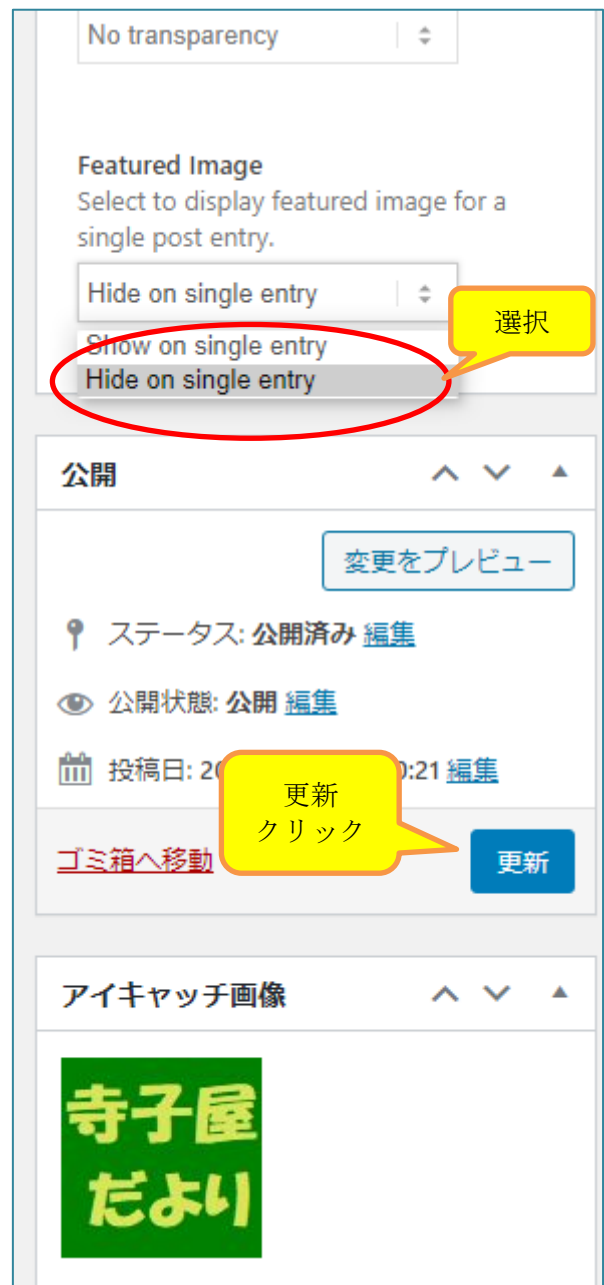 No transparency
Featured Image
Select to display featured image for a
single post entry.
Hide on single entry
選択
Show on single entry
Hide on single entry
公開
変更をプレビュー
ステータス: 公開済み 編集
公開状態: 公開 編集
投稿日: 20 0:21 編集
更新
クリック
ゴミ箱へ移動
更新
アイキャッチ画像
寺子屋
だより